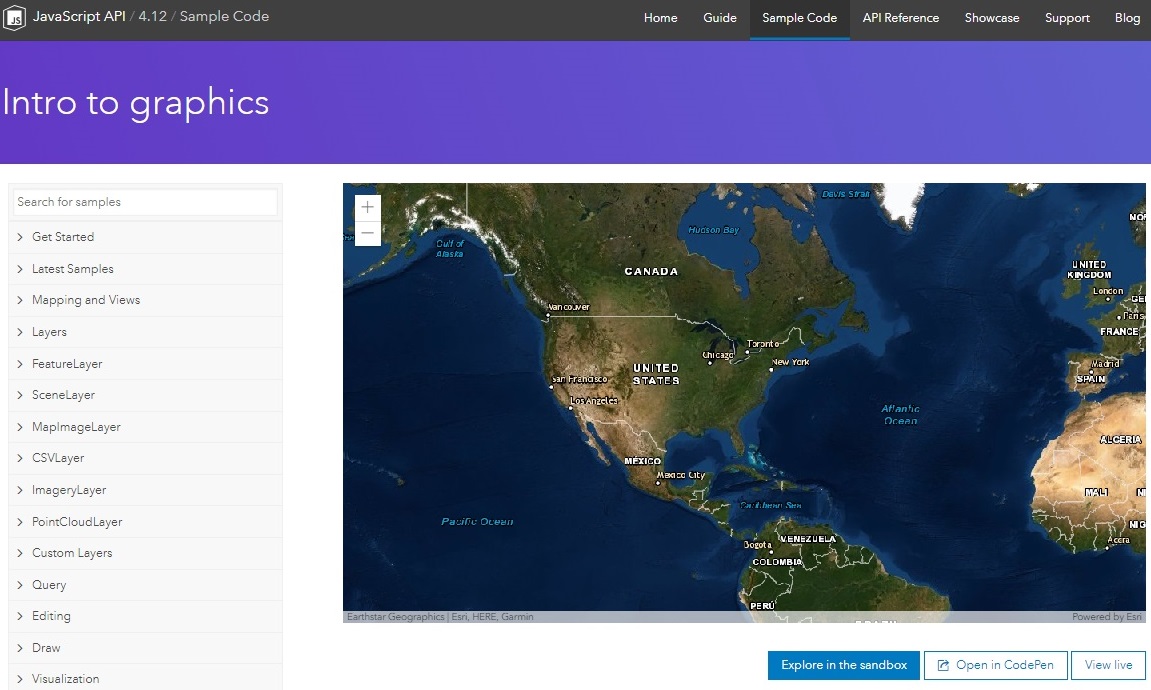 JS JavaScript API / 4.12 / Sample Code
Home Guide Sample Code API Reference Showcase Support Blog
Intro to graphics
Search for samples
Get Started
Latest Samples
Mapping and Views
Layers
FeatureLayer
SceneLayer
MapImageLayer
CSVLayer
ImageryLayer
PointCloudLayer
Custom Layers
Query
Editing
Draw
Visualization
+
−
Davis Strait
Hudson Bay
Gulf of
Alaska
CANADA
UNITED
KINGDOM
London
Vancouver
Paris
FRANCE
Toronto
Chicago
New York
Madrid
UNITED
STATES
San Francisco
SPAIN
Los Angeles
Atlantic
Ocean
ALGERIA
MÉXICO
Mexico City
MALI
Caribbean Sea
Pacific Ocean
VENEZUELA
Accra
Bogota
COLOMBIA
PERÚ
Earthstar Geographics | Esri, HERE, Garmin
Powered by Esri
Explore in the sandbox Open in CodePen View live